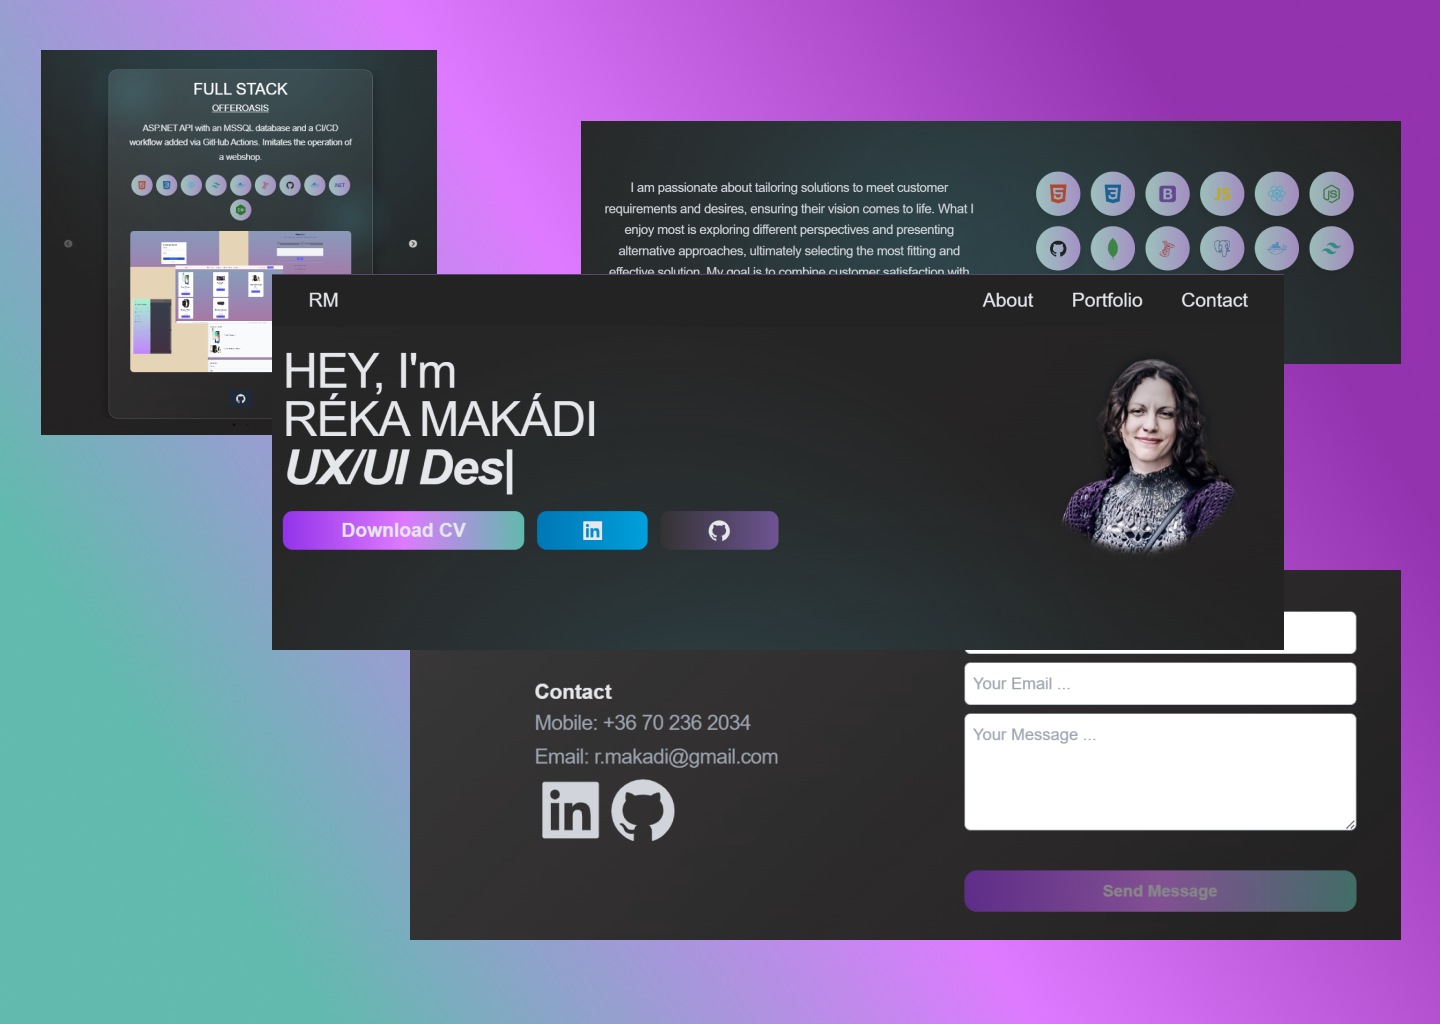 FULL STACK
OFFEROASIS
ASP.NET API with an MSSQL database and a CI/CD
workflow added via GitHub Actions. Imitates the operation of
a webshop.
.NET
I am passionate about tailoring solutions to meet customer
requirements and desires, ensuring their vision comes to life. What I
enjoy most is exploring different perspectives and presenting
alternative approaches, ultimately selecting the most fitting and
effective solution. My goal is to combine customer satisfaction with
JS
RM
About Portfolio Contact
HEY, I'm
RÉKA MAKÁDI
UX/UI Des|
Download CV
in
Contact
Mobile: +36 70 236 2034
Email: r.makadi@gmail.com
in
Your Email ...
Your Message ...
Send Message